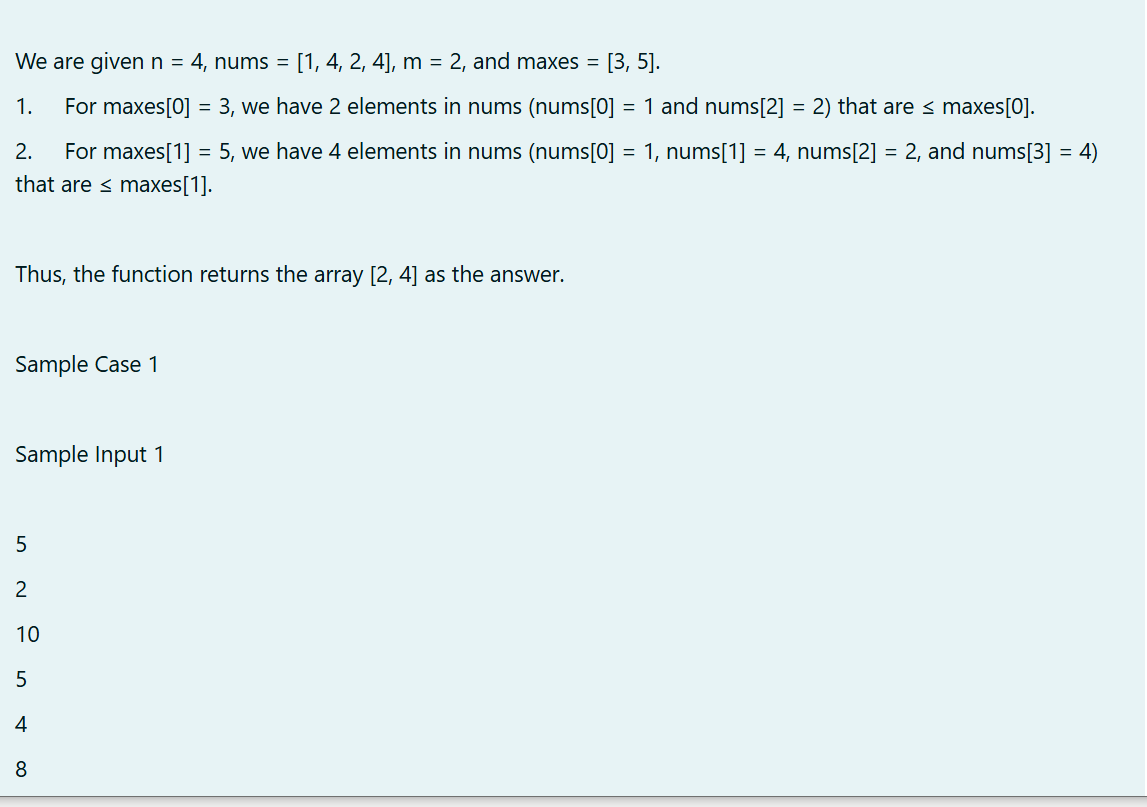 We are given n = 4, nums = [1, 4, 2, 4], m = 2, and maxes = [3, 5].
1. For maxes[0] = 3, we have 2 elements in nums (nums[0] = 1 and nums[2] = 2) that are ≤ maxes[0].
2. For maxes[1] = 5, we have 4 elements in nums (nums[0] = 1, nums[1] = 4, nums[2] = 2, and nums[3] = 4)
that are ≤ maxes[1].
Thus, the function returns the array [2, 4] as the answer.
Sample Case 1
Sample Input 1
5
2
10
5
4
8